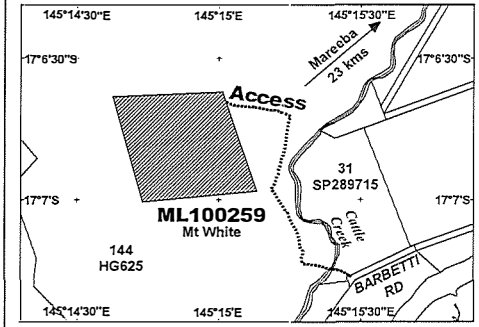 145°14'30"E
145°15'E
145°15'30"E
17°6'30"S
Mareeba
23 kms
17°6'30"S
Access
31
SP289715
17°7'S
ML100259
Mt White
17°7'S
Cattle
Creek
144
HG625
BARBETTI
RD
145°14'30"E
145°15'E
145°15'30"E